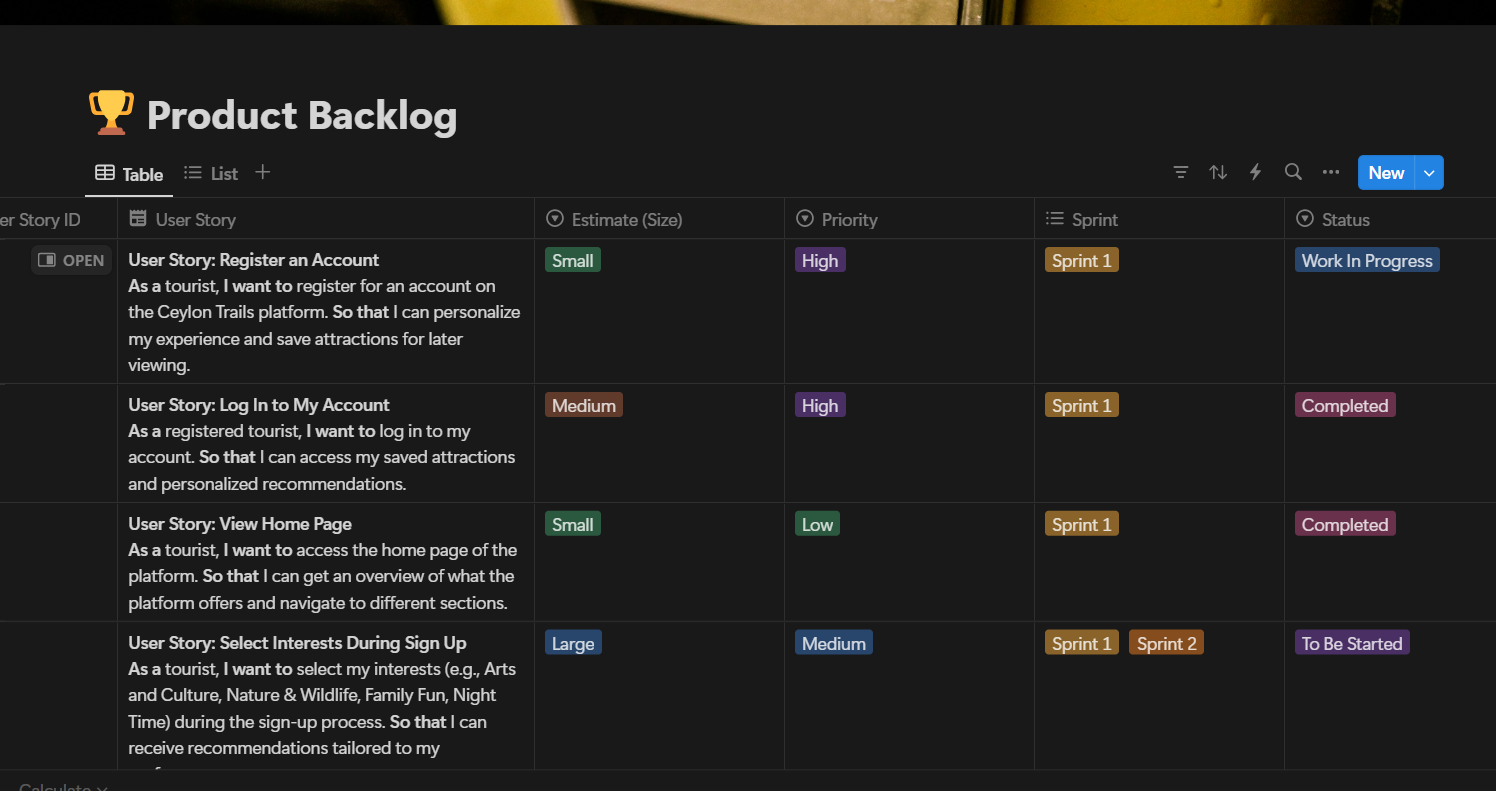 Product Backlog
Table List
New
er Story ID User Story Estimate (Size) Priority Sprint Status
OPEN
User Story: Register an Account
As a tourist, I want to register for an account on
the Ceylon Trails platform. So that I can personalize
my experience and save attractions for later
viewing.
Small High Sprint 1 Work In Progress
User Story: Log In to My Account
As a registered tourist, I want to log in to my
account. So that I can access my saved attractions
and personalized recommendations.
Medium High Sprint 1 Completed
User Story: View Home Page
As a tourist, I want to access the home page of the
platform. So that I can get an overview of what the
platform offers and navigate to different sections.
Small Low Sprint 1 Completed
User Story: Select Interests During Sign Up
As a tourist, I want to select my interests (e.g., Arts
and Culture, Nature & Wildlife, Family Fun, Night
Time) during the sign-up process. So that I can
receive recommendations tailored to my
Large Medium Sprint 1 Sprint 2 To Be Started
Calculate